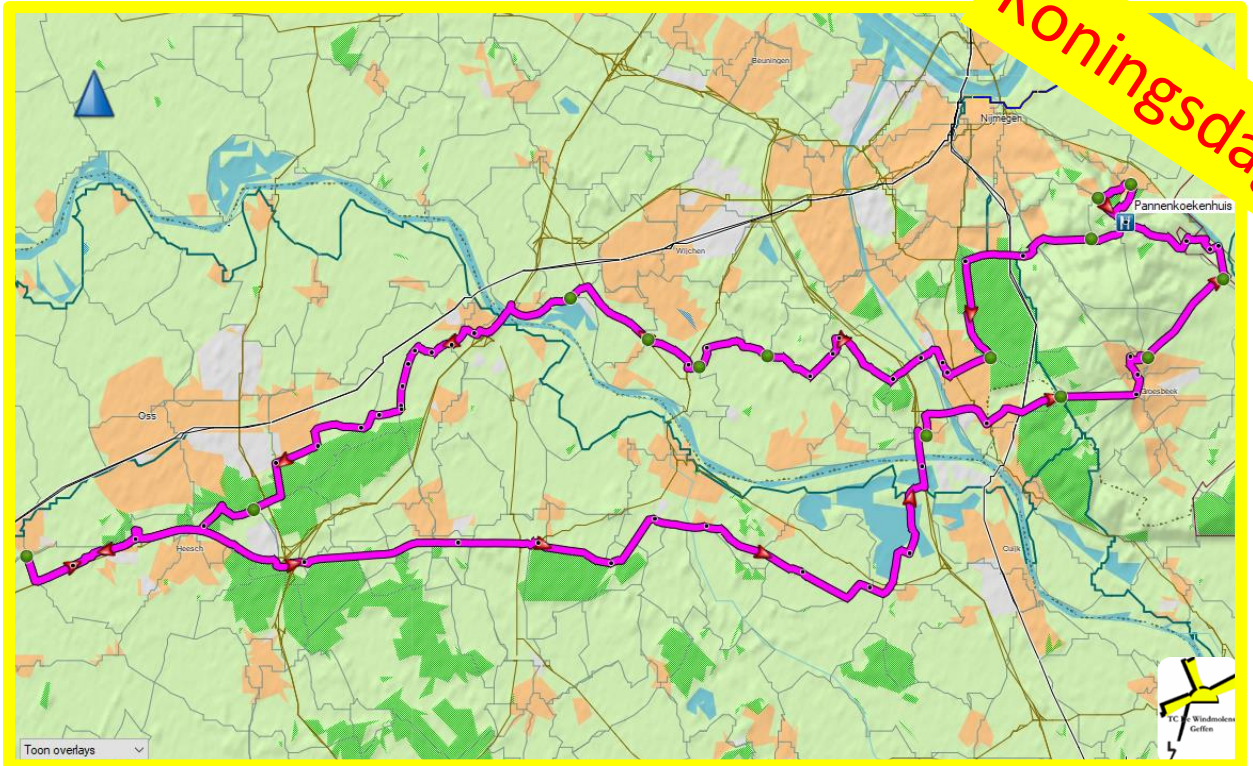 Koningsda
Beuningen
Nijmegen
Pannenkoekenhuis
H
Wijchen
Oss
Groesbeek
Heesch
Cuijk
TC De Windmolens
Geffen
Toon overlays